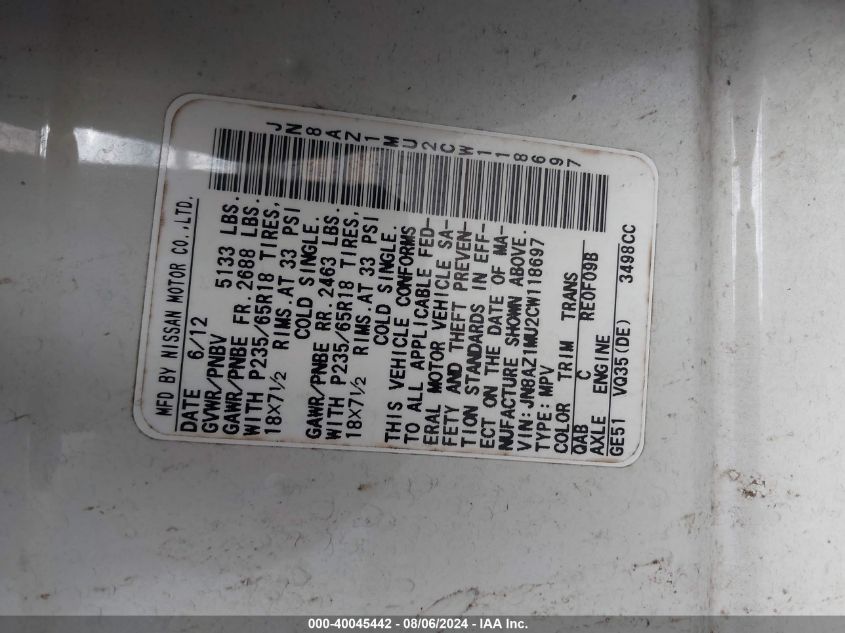 MFD BY NISSAN MOTOR CO.,LTD.
DATE 6/12
GVWR/PNBV 5133 LBS.
GAWR/PNBE FR. 2688 LBS.
WITH P235/65R18 TIRES,
18X7½ RIMS. AT 33 PSI
COLD SINGLE.
GAWR/PNBE RR. 2463 LBS.
WITH P235/65R18 TIRES,
18X7½ RIMS. AT 33 PSI
COLD SINGLE.
THIS VEHICLE CONFORMS
TO ALL APPLICABLE FED-
ERAL MOTOR VEHICLE SA-
FETY AND THEFT PREVEN-
TION STANDARDS IN EFF-
ECT ON THE DATE OF MA-
NUFACTURE SHOWN ABOVE.
VIN: JN8AZ1MU2CW118697
TYPE: MPV
COLOR TRIM TRANS
QAB C RE0F09B
AXLE ENGINE
GE51 VQ35(DE) 3498CC
JN8AZ1MU2CW118697
000-40045442 - 08/06/2024 - IAA Inc.